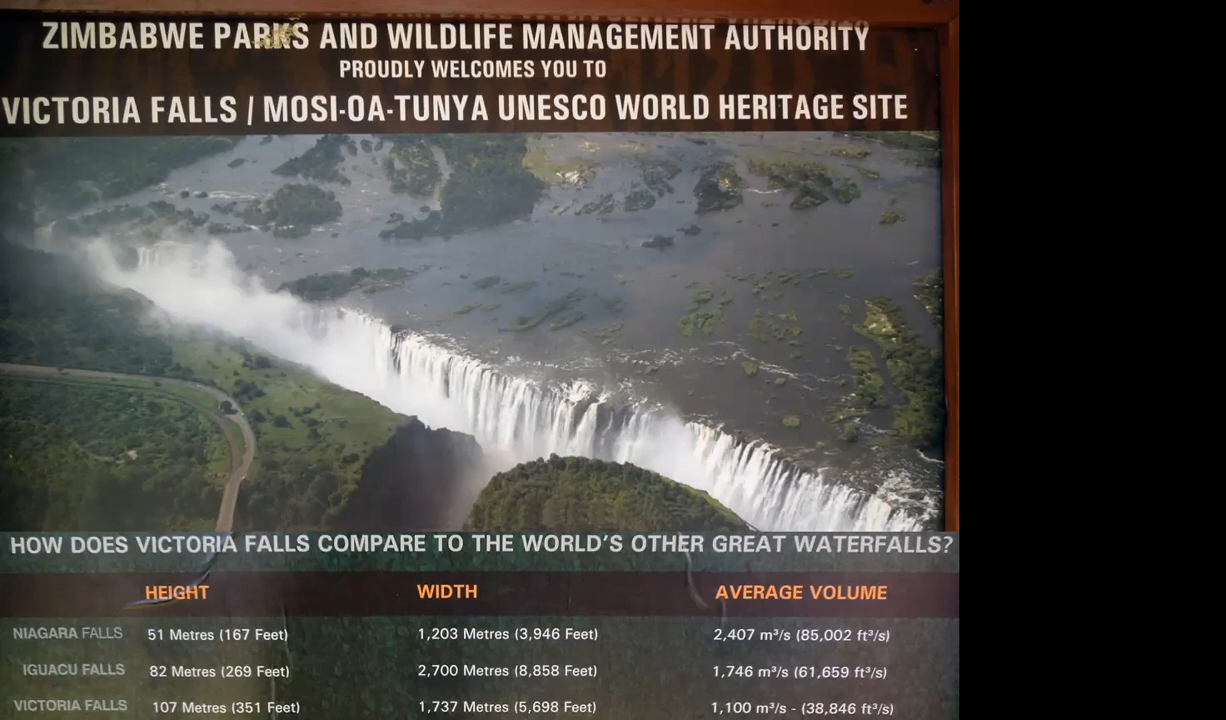 ZIMBABWE PARKS AND WILDLIFE MANAGEMENT AUTHORITY
PROUDLY WELCOMES YOU TO
VICTORIA FALLS / MOSI-OA-TUNYA UNESCO WORLD HERITAGE SITE
HOW DOES VICTORIA FALLS COMPARE TO THE WORLD'S OTHER GREAT WATERFALLS?
HEIGHT WIDTH AVERAGE VOLUME
NIAGARA FALLS 51 Metres (167 Feet) 1,203 Metres (3,946 Feet) 2,407 m³/s (85,002 ft³/s)
IGUACU FALLS 82 Metres (269 Feet) 2,700 Metres (8,858 Feet) 1,746 m³/s (61,659 ft³/s)
VICTORIA FALLS 107 Metres (351 Feet) 1,737 Metres (5,698 Feet) 1,100 m³/s - (38,846 ft³/s)